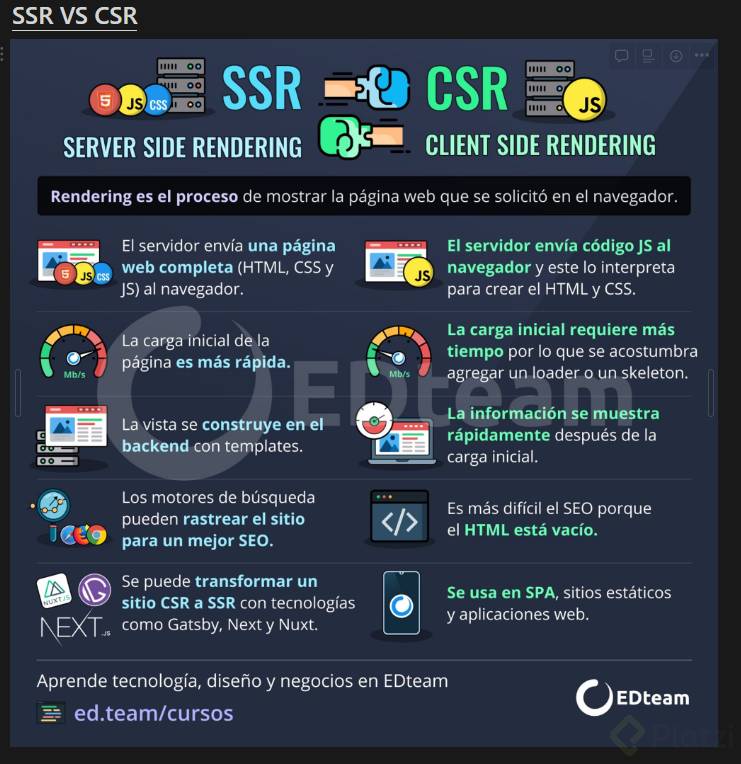 SSR VS CSR
SSR
CSR
SERVER SIDE RENDERING
CLIENT SIDE RENDERING
JS
CSS
JS
Rendering es el proceso de mostrar la página web que se solicitó en el navegador.
El servidor envía una página
web completa (HTML, CSS y
JS) al navegador.
JS
CSS
El servidor envía código JS al
navegador y este lo interpreta
para crear el HTML y CSS.
JS
La carga inicial de la
página es más rápida.
Mb/s
La carga inicial requiere más
tiempo por lo que se acostumbra
agregar un loader o un skeleton.
Mb/s
EDteam
La vista se construye en el
backend con templates.
La información se muestra
rápidamente después de la
carga inicial.
Los motores de búsqueda
pueden rastrear el sitio
para un mejor SEO.
Es más difícil el SEO porque
el HTML está vacío.
</>
Se puede transformar un
sitio CSR a SSR con tecnologías
como Gatsby, Next y Nuxt.
NUXTJS
NEXT.JS
Se usa en SPA, sitios estáticos
y aplicaciones web.
Aprende tecnología, diseño y negocios en EDteam
ed.team/cursos
EDteam
Platzi